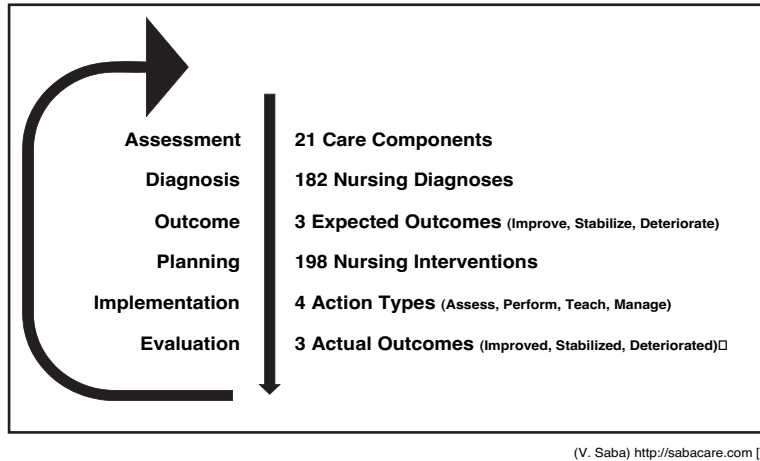 Assessment 21 Care Components
Diagnosis 182 Nursing Diagnoses
Outcome 3 Expected Outcomes (Improve, Stabilize, Deteriorate)
Planning 198 Nursing Interventions
Implementation 4 Action Types (Assess, Perform, Teach, Manage)
Evaluation 3 Actual Outcomes (Improved, Stabilized, Deteriorated)□
(V. Saba) http://sabacare.com [